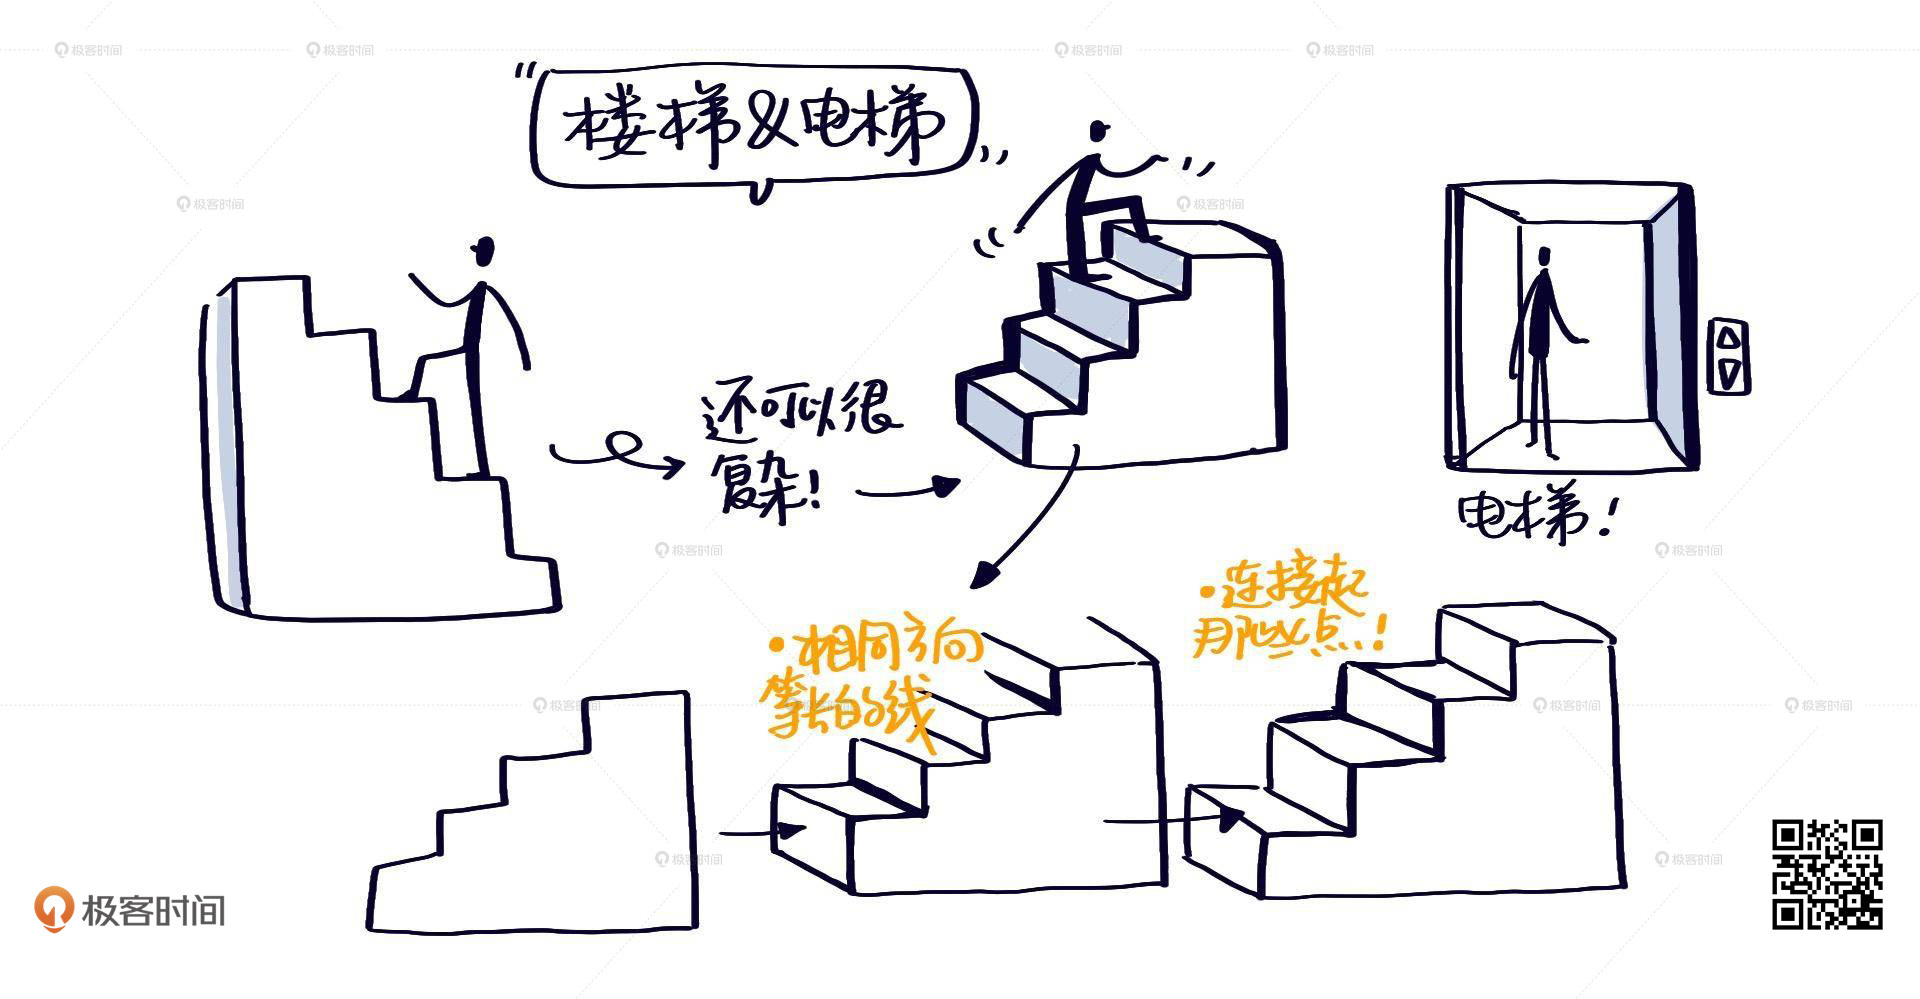 楼梯&电梯
还可以很
复杂!
电梯!
·相同方向
等长的线
·连接起
那些点!
极客时间